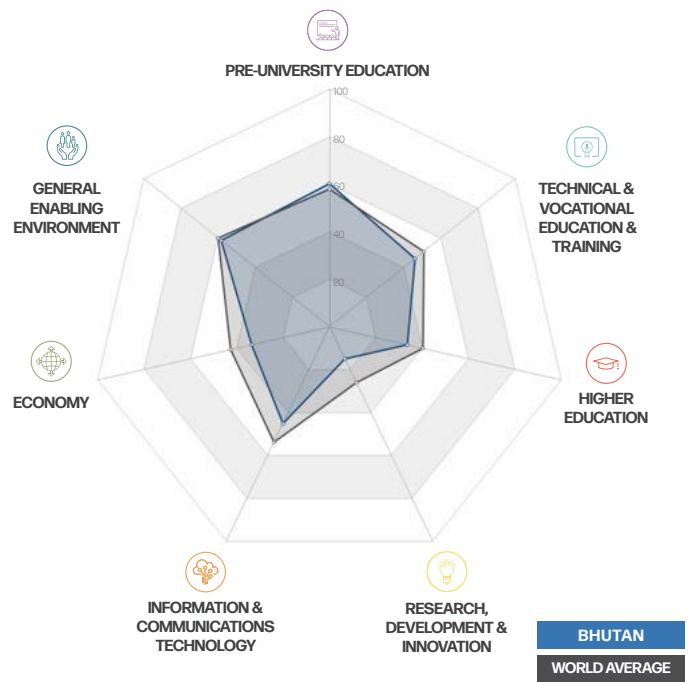 PRE-UNIVERSITY EDUCATION
100
80
60
40
20
GENERAL
ENABLING
ENVIRONMENT
TECHNICAL &
VOCATIONAL
EDUCATION &
TRAINING
ECONOMY
HIGHER
EDUCATION
INFORMATION &
COMMUNICATIONS
TECHNOLOGY
RESEARCH,
DEVELOPMENT &
INNOVATION
BHUTAN
WORLD AVERAGE